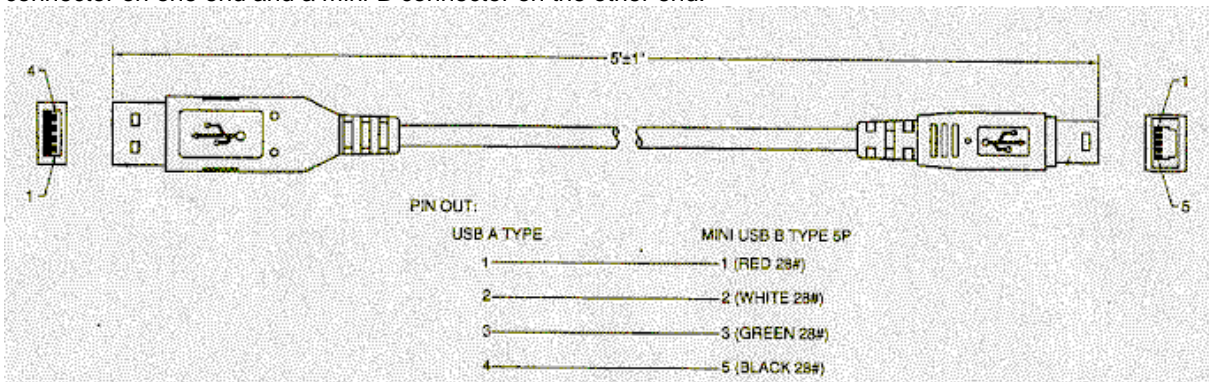 connector on one end and a mini-B connector on the other end.
5'±1"
4
1
1
5
PIN OUT:
USB A TYPE MINI USB B TYPE 5P
1 1 (RED 28#)
2 2 (WHITE 28#)
3 3 (GREEN 28#)
4 5 (BLACK 28#)